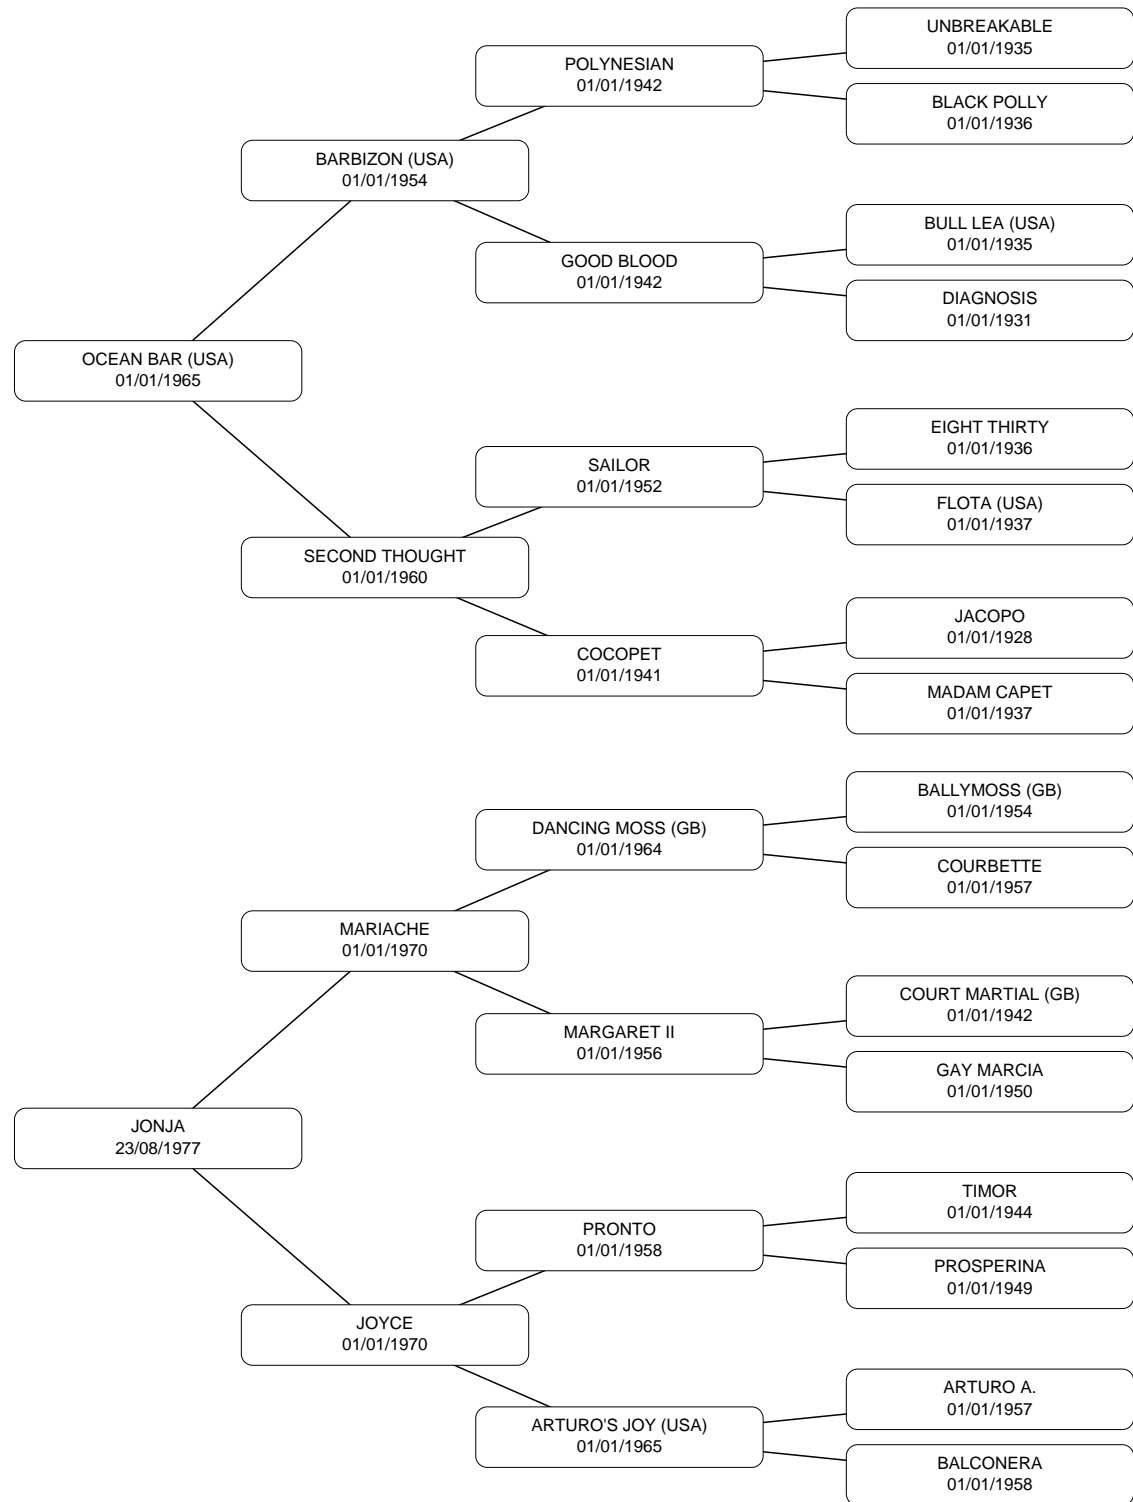 UNBREAKABLE
01/01/1935
POLYNESIAN
01/01/1942
BLACK POLLY
01/01/1936
BARBIZON (USA)
01/01/1954
BULL LEA (USA)
01/01/1935
GOOD BLOOD
01/01/1942
DIAGNOSIS
01/01/1931
OCEAN BAR (USA)
01/01/1965
EIGHT THIRTY
01/01/1936
SAILOR
01/01/1952
FLOTA (USA)
01/01/1937
SECOND THOUGHT
01/01/1960
JACOPO
01/01/1928
COCOPET
01/01/1941
MADAM CAPET
01/01/1937
BALLYMOSS (GB)
01/01/1954
DANCING MOSS (GB)
01/01/1964
COURBETTE
01/01/1957
MARIACHE
01/01/1970
COURT MARTIAL (GB)
01/01/1942
MARGARET II
01/01/1956
GAY MARCIA
01/01/1950
JONJA
23/08/1977
TIMOR
01/01/1944
PRONTO
01/01/1958
PROSPERINA
01/01/1949
JOYCE
01/01/1970
ARTURO A.
01/01/1957
ARTURO'S JOY (USA)
01/01/1965
BALCONERA
01/01/1958